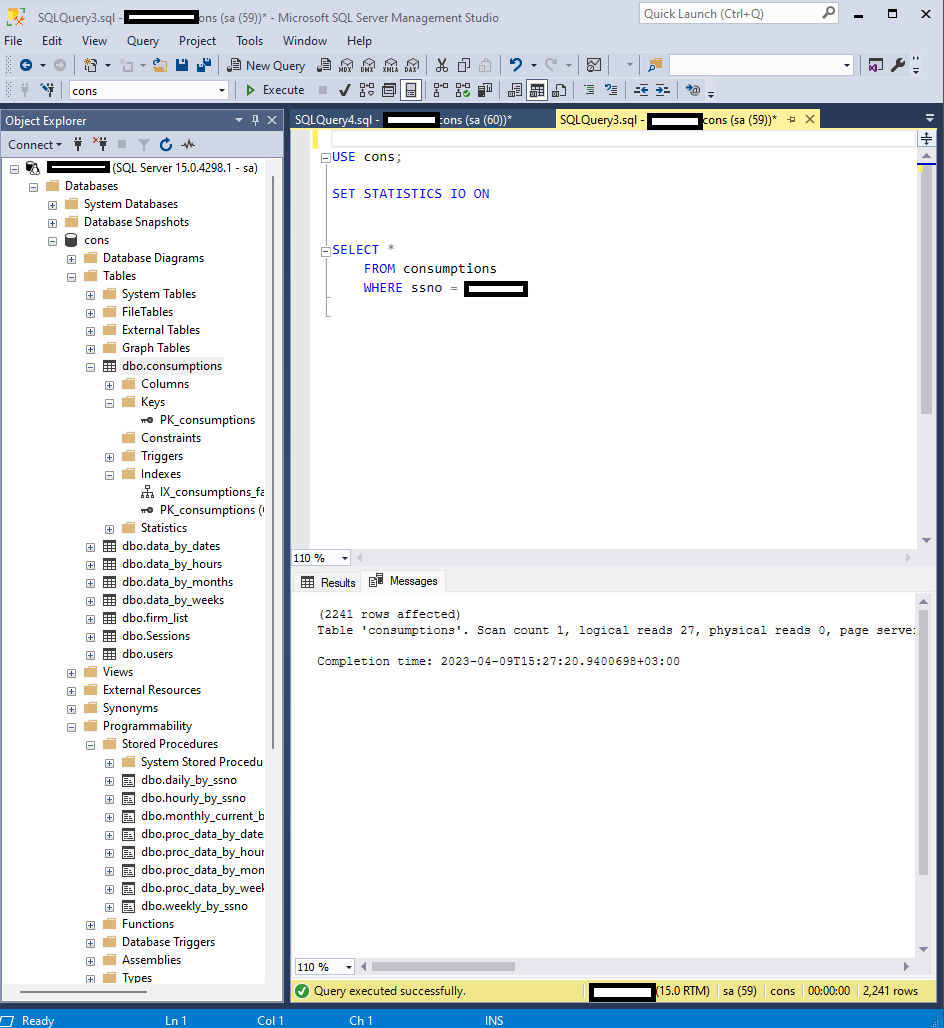 SQLQuery3.sql - ons (sa (59))* - Microsoft SQL Server Management Studio
Quick Launch (Ctrl+Q)
File Edit View Query Project Tools Window Help
New Query MDX DMX XMLA DAX
cons Execute
Object Explorer
Connect
(SQL Server 15.0.4298.1 - sa)
Databases
System Databases
Database Snapshots
cons
Database Diagrams
Tables
System Tables
FileTables
External Tables
Graph Tables
dbo.consumptions
Columns
Keys
PK_consumptions
Constraints
Triggers
Indexes
IX_consumptions_fa
PK_consumptions (
Statistics
dbo.data_by_dates
dbo.data_by_hours
dbo.data_by_months
dbo.data_by_weeks
dbo.firm_list
dbo.Sessions
dbo.users
Views
External Resources
Synonyms
Programmability
Stored Procedures
System Stored Procedu
dbo.daily_by_ssno
dbo.hourly_by_ssno
dbo.monthly_current_b
dbo.proc_data_by_date
dbo.proc_data_by_hour
dbo.proc_data_by_mon
dbo.proc_data_by_week
dbo.weekly_by_ssno
Functions
Database Triggers
Assemblies
Types
SQLQuery4.sql - cons (sa (60))*
SQLQuery3.sql - cons (sa (59))*
USE cons;
SET STATISTICS IO ON
SELECT *
FROM consumptions
WHERE ssno =
110 %
Results Messages
(2241 rows affected)
Table 'consumptions'. Scan count 1, logical reads 27, physical reads 0, page server
Completion time: 2023-04-09T15:27:20.9400698+03:00
110 %
Query executed successfully. (15.0 RTM) sa (59) cons 00:00:00 2,241 rows
Ready Ln 1 Col 1 Ch 1 INS